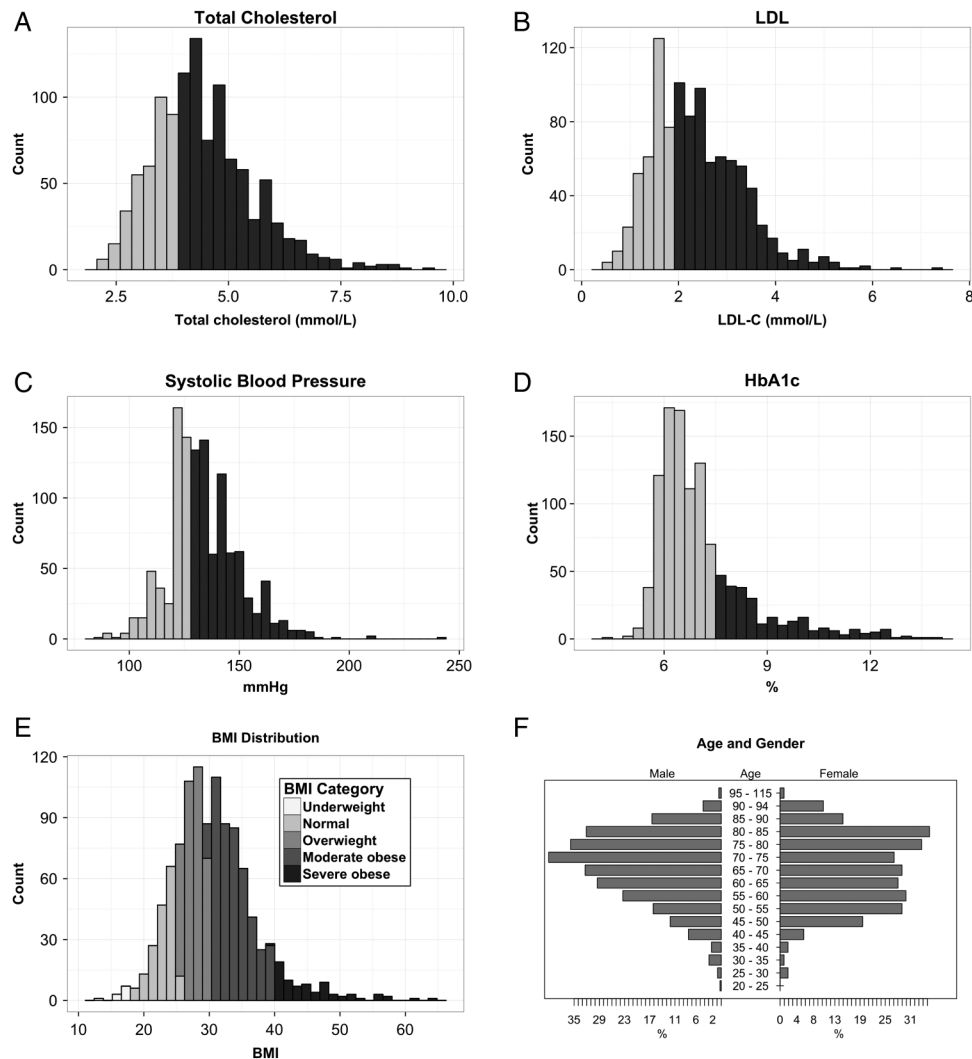 A
Total Cholesterol
100
50
0
Count
2.5 5.0 7.5 10.0
Total cholesterol (mmol/L)
B
LDL
120
80
40
0
Count
0 2 4 6 8
LDL-C (mmol/L)
C
Systolic Blood Pressure
150
100
50
0
Count
100 150 200 250
mmHg
D
HbA1c
150
100
50
0
Count
6 9 12
%
E
BMI Distribution
120
90
60
30
0
Count
BMI Category
Underweight
Normal
Overwieght
Moderate obese
Severe obese
10 20 30 40 50 60
BMI
F
Age and Gender
Male Age Female
95 - 115
90 - 94
85 - 90
80 - 85
75 - 80
70 - 75
65 - 70
60 - 65
55 - 60
50 - 55
45 - 50
40 - 45
35 - 40
30 - 35
25 - 30
20 - 25
35 29 23 17 11 6 2 0 4 8 13 19 25 31
% %